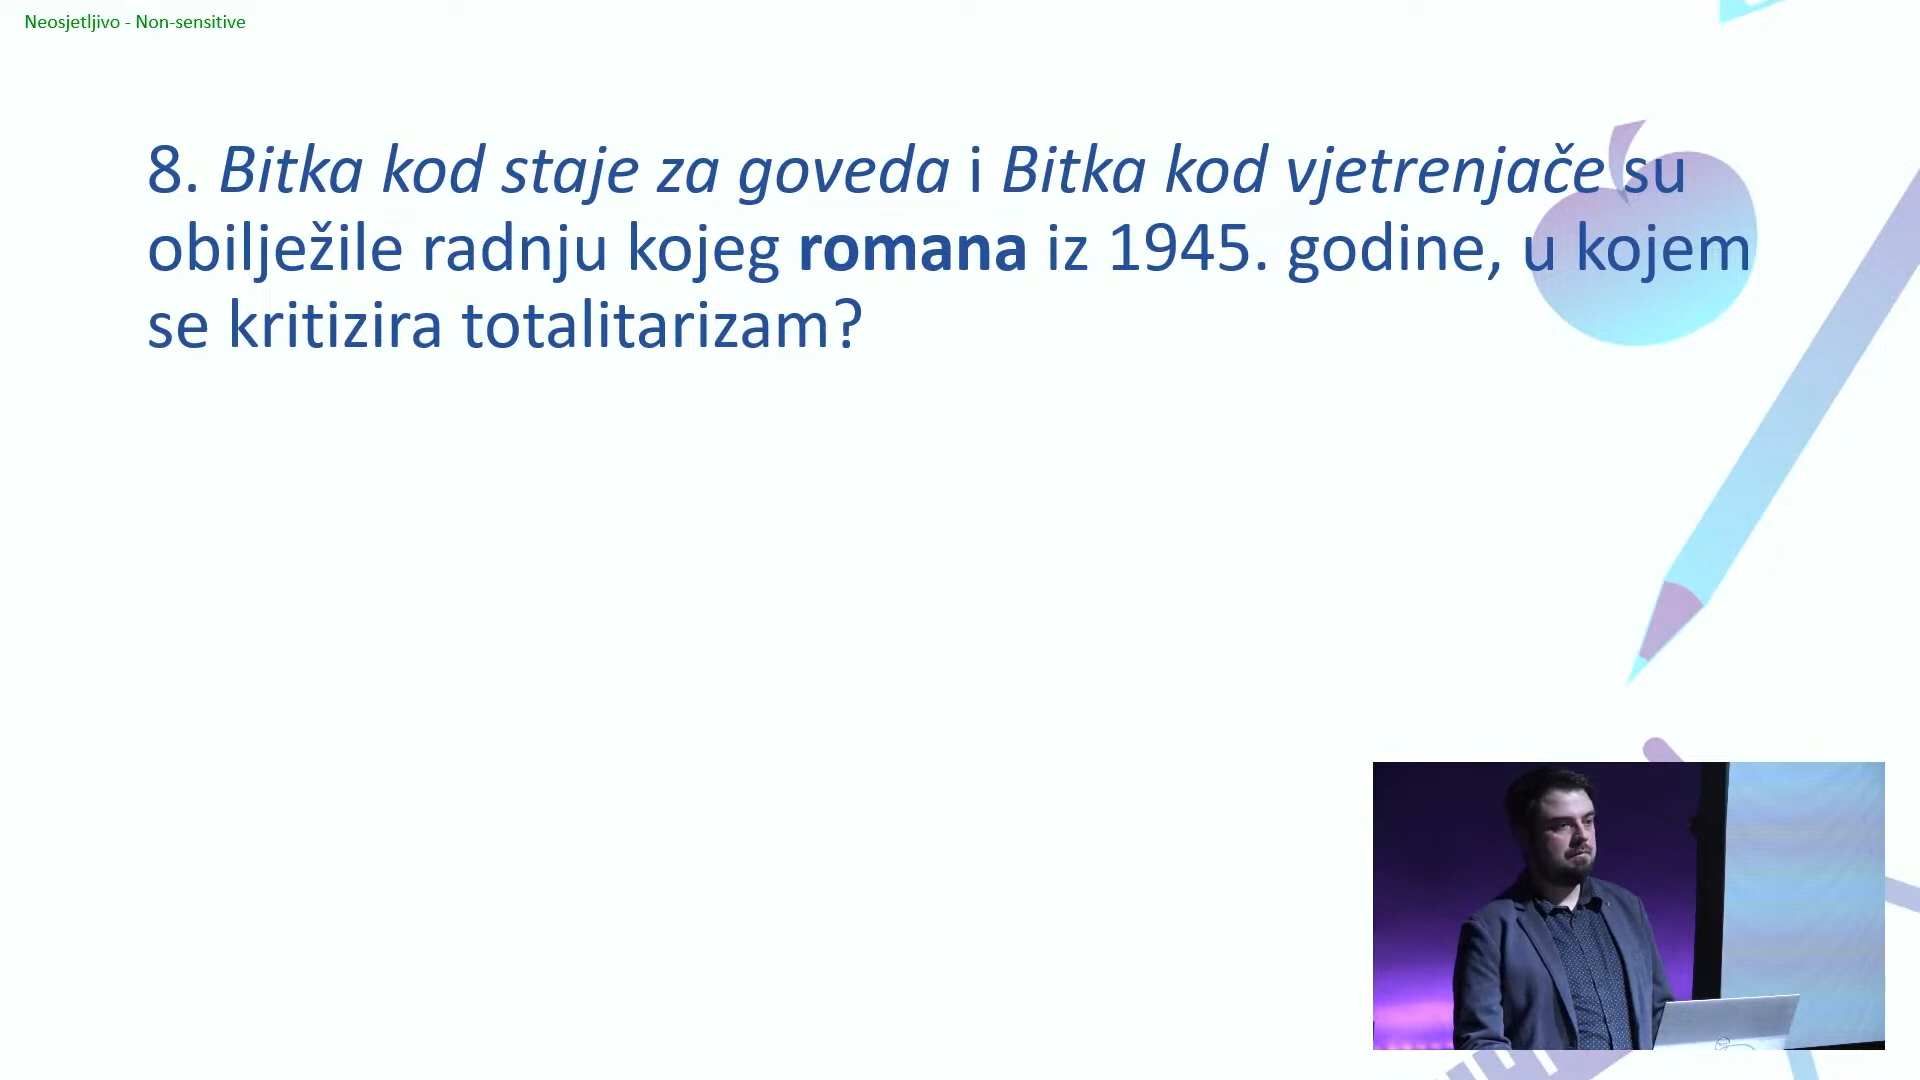 Neosjetljivo - Non-sensitive
8. Bitka kod staje za goveda i Bitka kod vjetrenjače su
obilježile radnju kojeg romana iz 1945. godine, u kojem
se kritizira totalitarizam?